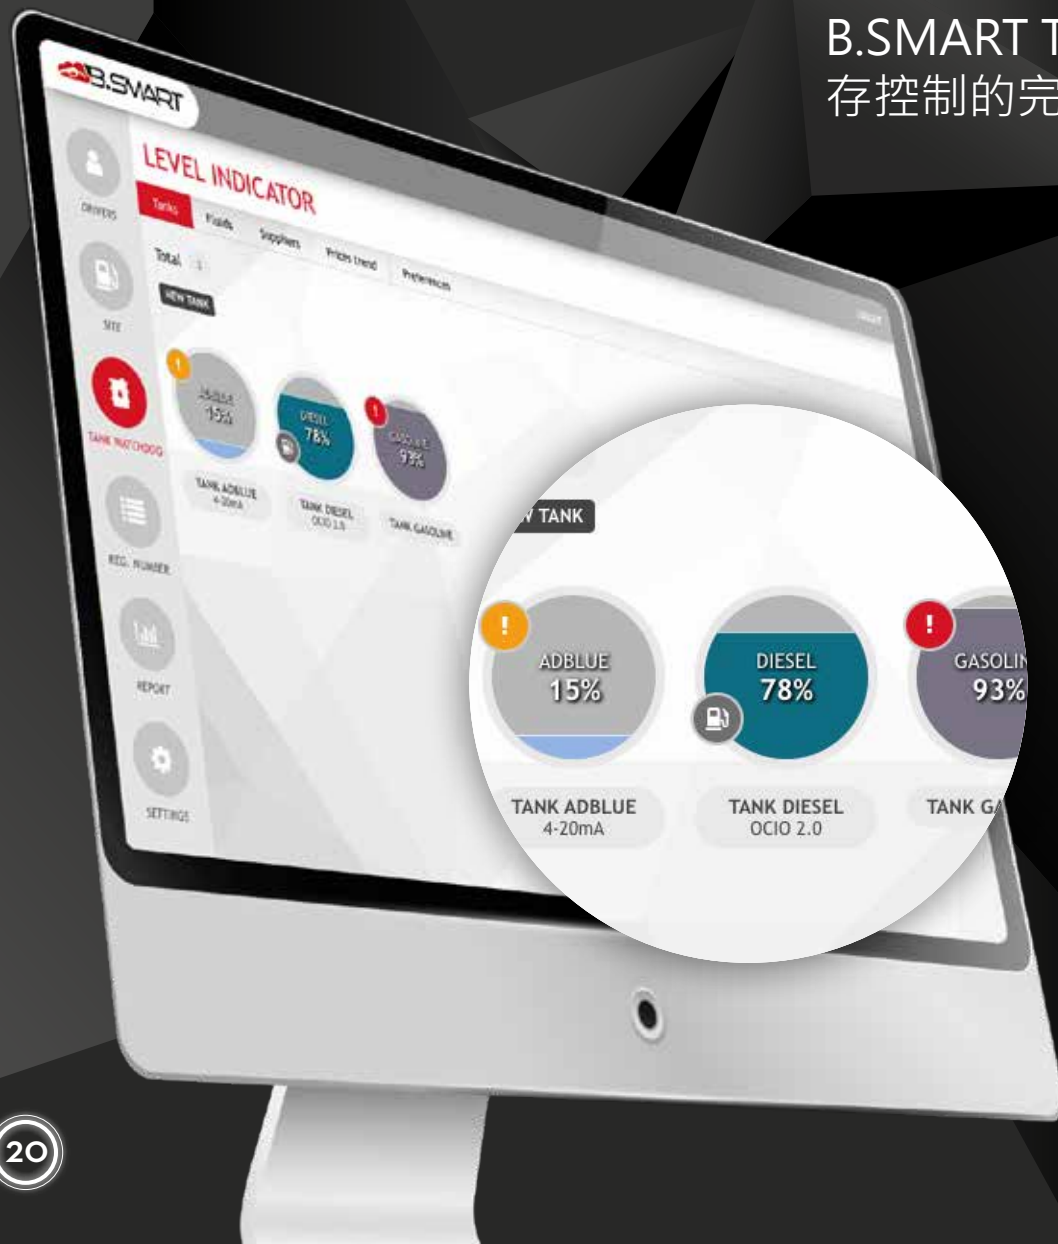 B.SMART T
存控制的完
B.SMART
LEVEL INDICATOR
Tanks Fluids Suppliers Prices trend Preferences
Total
NEW TANK
DRIVERS
SITE
TANK WATCHDOG
REG. NUMBER
REPORT
SETTINGS
!
ADBLUE
15%
TANK ADBLUE
4-20mA
DIESEL
78%
TANK DIESEL
OCIO 2.0
!
GASOLINE
93%
TANK GASOLINE
W TANK
!
ADBLUE
15%
TANK ADBLUE
4-20mA
DIESEL
78%
TANK DIESEL
OCIO 2.0
!
GASOLIN
93%
TANK GA
20